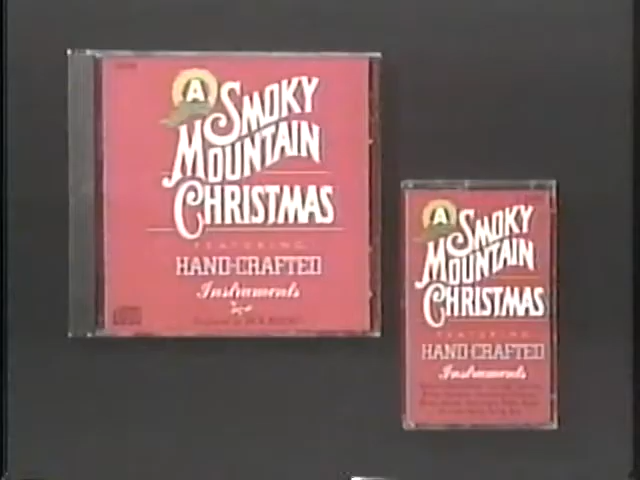 A
SMOKY
MOUNTAIN
CHRISTMAS
FEATURING
HAND-CRAFTED
Instruments
A
SMOKY
MOUNTAIN
CHRISTMAS
FEATURING
HAND-CRAFTED
Instruments